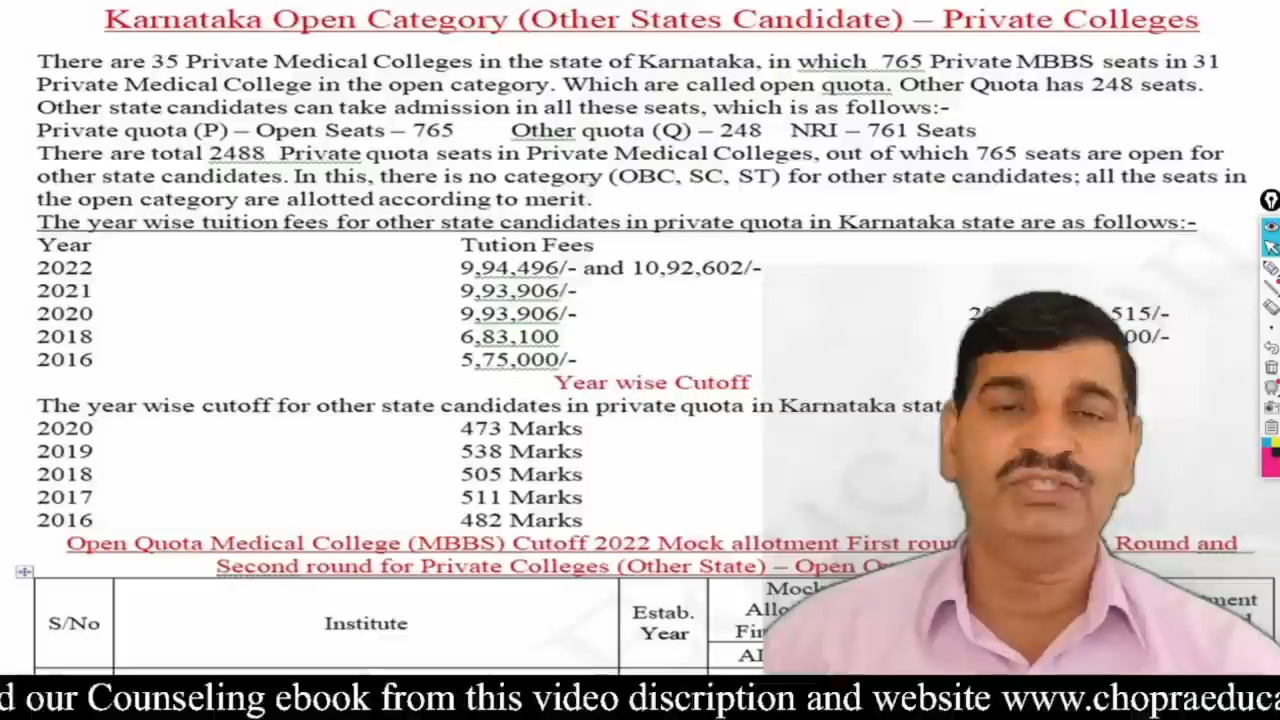 Karnataka Open Category (Other States Candidate) – Private Colleges
There are 35 Private Medical Colleges in the state of Karnataka, in which 765 Private MBBS seats in 31
Private Medical College in the open category. Which are called open quota. Other Quota has 248 seats.
Other state candidates can take admission in all these seats, which is as follows:-
Private quota (P) – Open Seats – 765 Other quota (Q) – 248 NRI – 761 Seats
There are total 2488 Private quota seats in Private Medical Colleges, out of which 765 seats are open for
other state candidates. In this, there is no category (OBC, SC, ST) for other state candidates; all the seats in
the open category are allotted according to merit.
The year wise tuition fees for other state candidates in private quota in Karnataka state are as follows:-
Year Tution Fees
2022 9,94,496/- and 10,92,602/-
2021 9,93,906/-
2020 9,93,906/- 515/-
2018 6,83,100 00/-
2016 5,75,000/-
Year wise Cutoff
The year wise cutoff for other state candidates in private quota in Karnataka
2020 473 Marks
2019 538 Marks
2018 505 Marks
2017 511 Marks
2016 482 Marks
Open Quota Medical College (MBBS) Cutoff 2022 Mock allotment First Round and
Second round for Private Colleges (Other State) – Open
S/No Institute Estab. Year Mock
d our Counseling ebook from this video discription and website www.chopraeduca